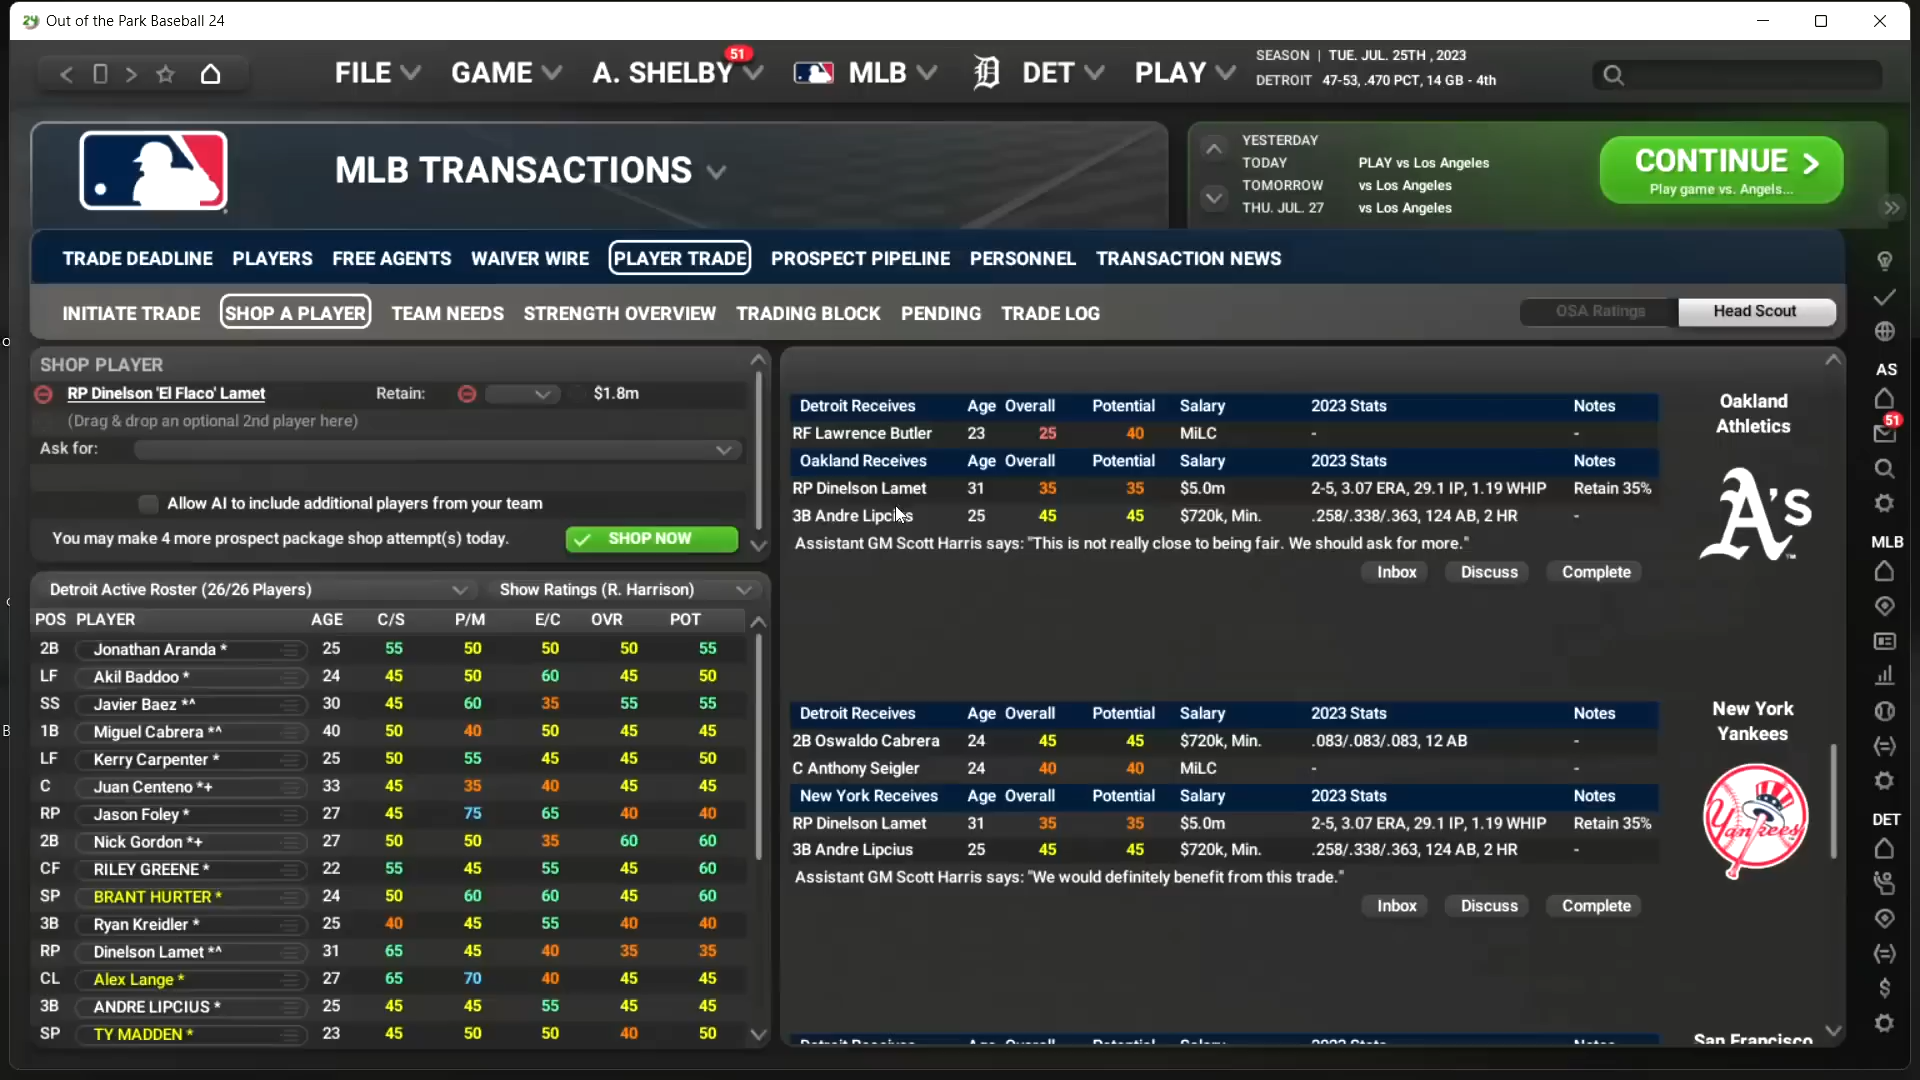 24 Out of the Park Baseball 24
FILE GAME A. SHELBY 51 MLB DET PLAY
SEASON | TUE. JUL. 25TH , 2023
DETROIT 47-53, .470 PCT, 14 GB - 4th
MLB TRANSACTIONS
YESTERDAY
TODAY PLAY vs Los Angeles
TOMORROW vs Los Angeles
THU. JUL. 27 vs Los Angeles
CONTINUE
Play game vs. Angels...
TRADE DEADLINE PLAYERS FREE AGENTS WAIVER WIRE PLAYER TRADE PROSPECT PIPELINE PERSONNEL TRANSACTION NEWS
INITIATE TRADE SHOP A PLAYER TEAM NEEDS STRENGTH OVERVIEW TRADING BLOCK PENDING TRADE LOG
OSA Ratings Head Scout
SHOP PLAYER
RP Dinelson 'El Flaco' Lamet Retain: $1.8m
(Drag & drop an optional 2nd player here)
Ask for:
Allow AI to include additional players from your team
You may make 4 more prospect package shop attempt(s) today. SHOP NOW
Detroit Active Roster (26/26 Players) Show Ratings (R. Harrison)
POS PLAYER AGE C/S P/M E/C OVR POT
2B Jonathan Aranda * 25 55 50 50 50 55
LF Akil Baddoo * 24 45 50 60 45 50
SS Javier Baez *^ 30 45 60 35 55 55
1B Miguel Cabrera *^ 40 50 40 50 45 45
LF Kerry Carpenter * 25 50 55 45 45 50
C Juan Centeno *+ 33 45 35 40 45 45
RP Jason Foley * 27 45 75 65 40 40
2B Nick Gordon *+ 27 50 50 35 60 60
CF RILEY GREENE * 22 55 45 55 45 60
SP BRANT HURTER * 24 50 60 60 45 60
3B Ryan Kreidler * 25 40 45 55 40 40
RP Dinelson Lamet *^ 31 65 45 40 35 35
CL Alex Lange * 27 65 70 40 45 45
3B ANDRE LIPCIUS * 25 45 45 55 45 45
SP TY MADDEN * 23 45 50 50 40 50
Detroit Receives Age Overall Potential Salary 2023 Stats Notes
RF Lawrence Butler 23 25 40 MiLC - -
Oakland Receives Age Overall Potential Salary 2023 Stats Notes
RP Dinelson Lamet 31 35 35 $5.0m 2-5, 3.07 ERA, 29.1 IP, 1.19 WHIP Retain 35%
3B Andre Lipcius 25 45 45 $720k, Min. .258/.338/.363, 124 AB, 2 HR -
Assistant GM Scott Harris says: "This is not really close to being fair. We should ask for more."
Inbox Discuss Complete
Oakland
Athletics
A's
Detroit Receives Age Overall Potential Salary 2023 Stats Notes
2B Oswaldo Cabrera 24 45 45 $720k, Min. .083/.083/.083, 12 AB -
C Anthony Seigler 24 40 40 MiLC - -
New York Receives Age Overall Potential Salary 2023 Stats Notes
RP Dinelson Lamet 31 35 35 $5.0m 2-5, 3.07 ERA, 29.1 IP, 1.19 WHIP Retain 35%
3B Andre Lipcius 25 45 45 $720k, Min. .258/.338/.363, 124 AB, 2 HR -
Assistant GM Scott Harris says: "We would definitely benefit from this trade."
Inbox Discuss Complete
New York
Yankees
Yankees
Detroit Receives Age Overall Potential Salary 2023 Stats Notes
San Francisco
AS
51
MLB
DET